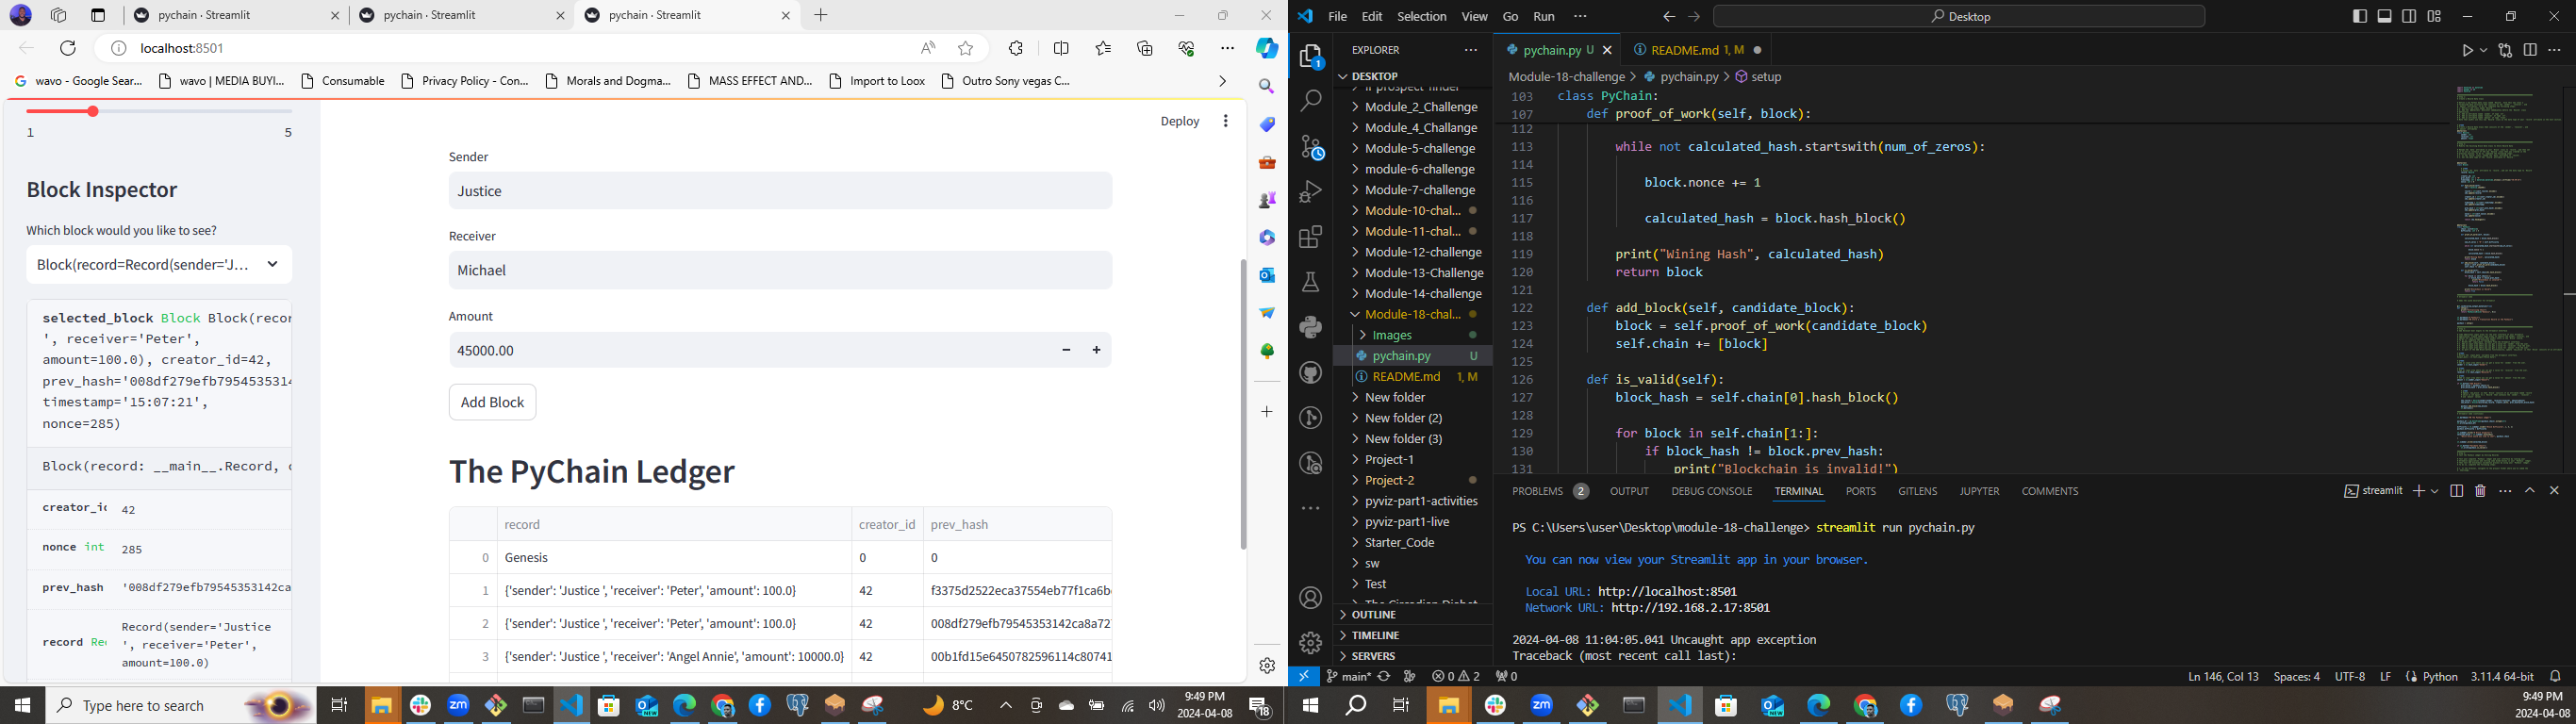 pychain · Streamlit
pychain · Streamlit
pychain · Streamlit
localhost:8501
wavo - Google Sear...
wavo | MEDIA BUYI...
Consumable
Privacy Policy - Con...
Morals and Dogma...
MASS EFFECT AND...
Import to Loox
Outro Sony vegas C...
1
5
Block Inspector
Which block would you like to see?
Block(record=Record(sender='J...
selected_block Block Block(recor
', receiver='Peter',
amount=100.0), creator_id=42,
prev_hash='008df279efb7954535314
timestamp='15:07:21',
nonce=285)
Block(record: __main__.Record, c
creator_ic
42
nonce int
285
prev_hash
'008df279efb79545353142ca
record Rec
Record(sender='Justice
', receiver='Peter',
amount=100.0)
Deploy
Sender
Justice
Receiver
Michael
Amount
45000.00
Add Block
The PyChain Ledger
record creator_id prev_hash
0 Genesis 0 0
1 {'sender': 'Justice ', 'receiver': 'Peter', 'amount': 100.0} 42 f3375d2522eca37554eb77f1ca6b
2 {'sender': 'Justice ', 'receiver': 'Peter', 'amount': 100.0} 42 008df279efb79545353142ca8a72
3 {'sender': 'Justice ', 'receiver': 'Angel Annie', 'amount': 10000.0} 42 00b1fd15e6450782596114c80741
Type here to search
8°C
9:49 PM
2024-04-08
18
File Edit Selection View Go Run ···
Desktop
EXPLORER
DESKTOP
Module_2_Challenge
Module_4_Challange
Module-5-challenge
module-6-challenge
Module-7-challenge
Module-10-chal...
Module-11-chal...
Module-12-challenge
Module-13-Challenge
Module-14-challenge
Module-18-chal...
Images
pychain.py U
README.md 1, M
New folder
New folder (2)
New folder (3)
Project-1
Project-2
pyviz-part1-activities
pyviz-part1-live
Starter_Code
sw
Test
OUTLINE
TIMELINE
SERVERS
pychain.py U
README.md 1, M
Module-18-challenge > pychain.py > setup
103 class PyChain:
107 def proof_of_work(self, block):
112
113 while not calculated_hash.startswith(num_of_zeros):
114
115 block.nonce += 1
116
117 calculated_hash = block.hash_block()
118
119 print("Wining Hash", calculated_hash)
120 return block
121
122 def add_block(self, candidate_block):
123 block = self.proof_of_work(candidate_block)
124 self.chain += [block]
125
126 def is_valid(self):
127 block_hash = self.chain[0].hash_block()
128
129 for block in self.chain[1:]:
130 if block_hash != block.prev_hash:
131 print("Blockchain is invalid!")
PROBLEMS 2 OUTPUT DEBUG CONSOLE TERMINAL PORTS GITLENS JUPYTER COMMENTS
streamlit
PS C:\Users\user\Desktop\module-18-challenge> streamlit run pychain.py
You can now view your Streamlit app in your browser.
Local URL: http://localhost:8501
Network URL: http://192.168.2.17:8501
2024-04-08 11:04:05.041 Uncaught app exception
Traceback (most recent call last):
main* 0 2 0
Ln 146, Col 13 Spaces: 4 UTF-8 LF Python 3.11.4 64-bit
9:49 PM
2024-04-08